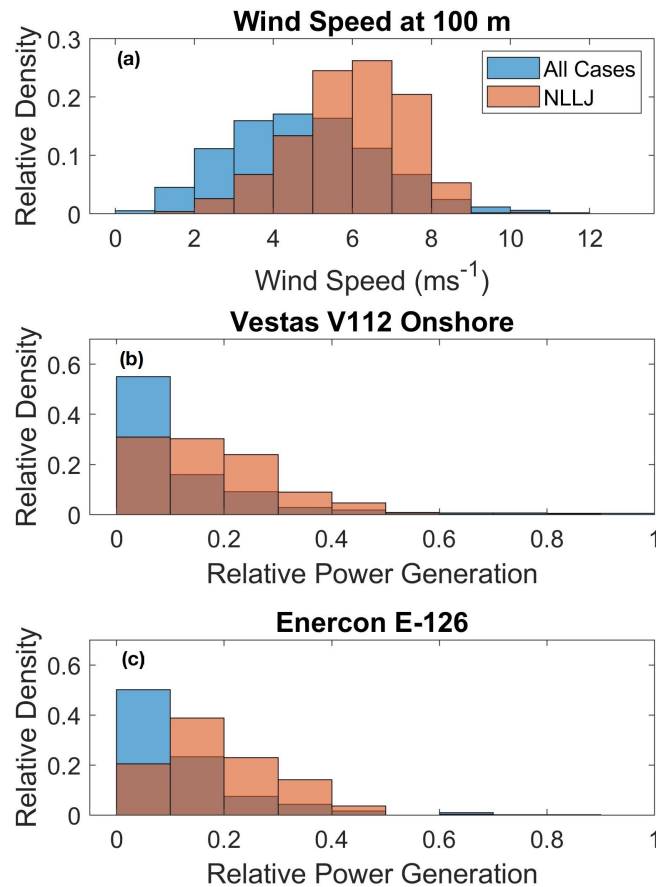 Wind Speed at 100 m
(a)
All Cases
NLLJ
Relative Density
0.3
0.2
0.1
0
0 2 4 6 8 10 12
Wind Speed (ms⁻¹)
Vestas V112 Onshore
(b)
Relative Density
0.6
0.4
0.2
0
0 0.2 0.4 0.6 0.8 1
Relative Power Generation
Enercon E-126
(c)
Relative Density
0.6
0.4
0.2
0
0 0.2 0.4 0.6 0.8 1
Relative Power Generation